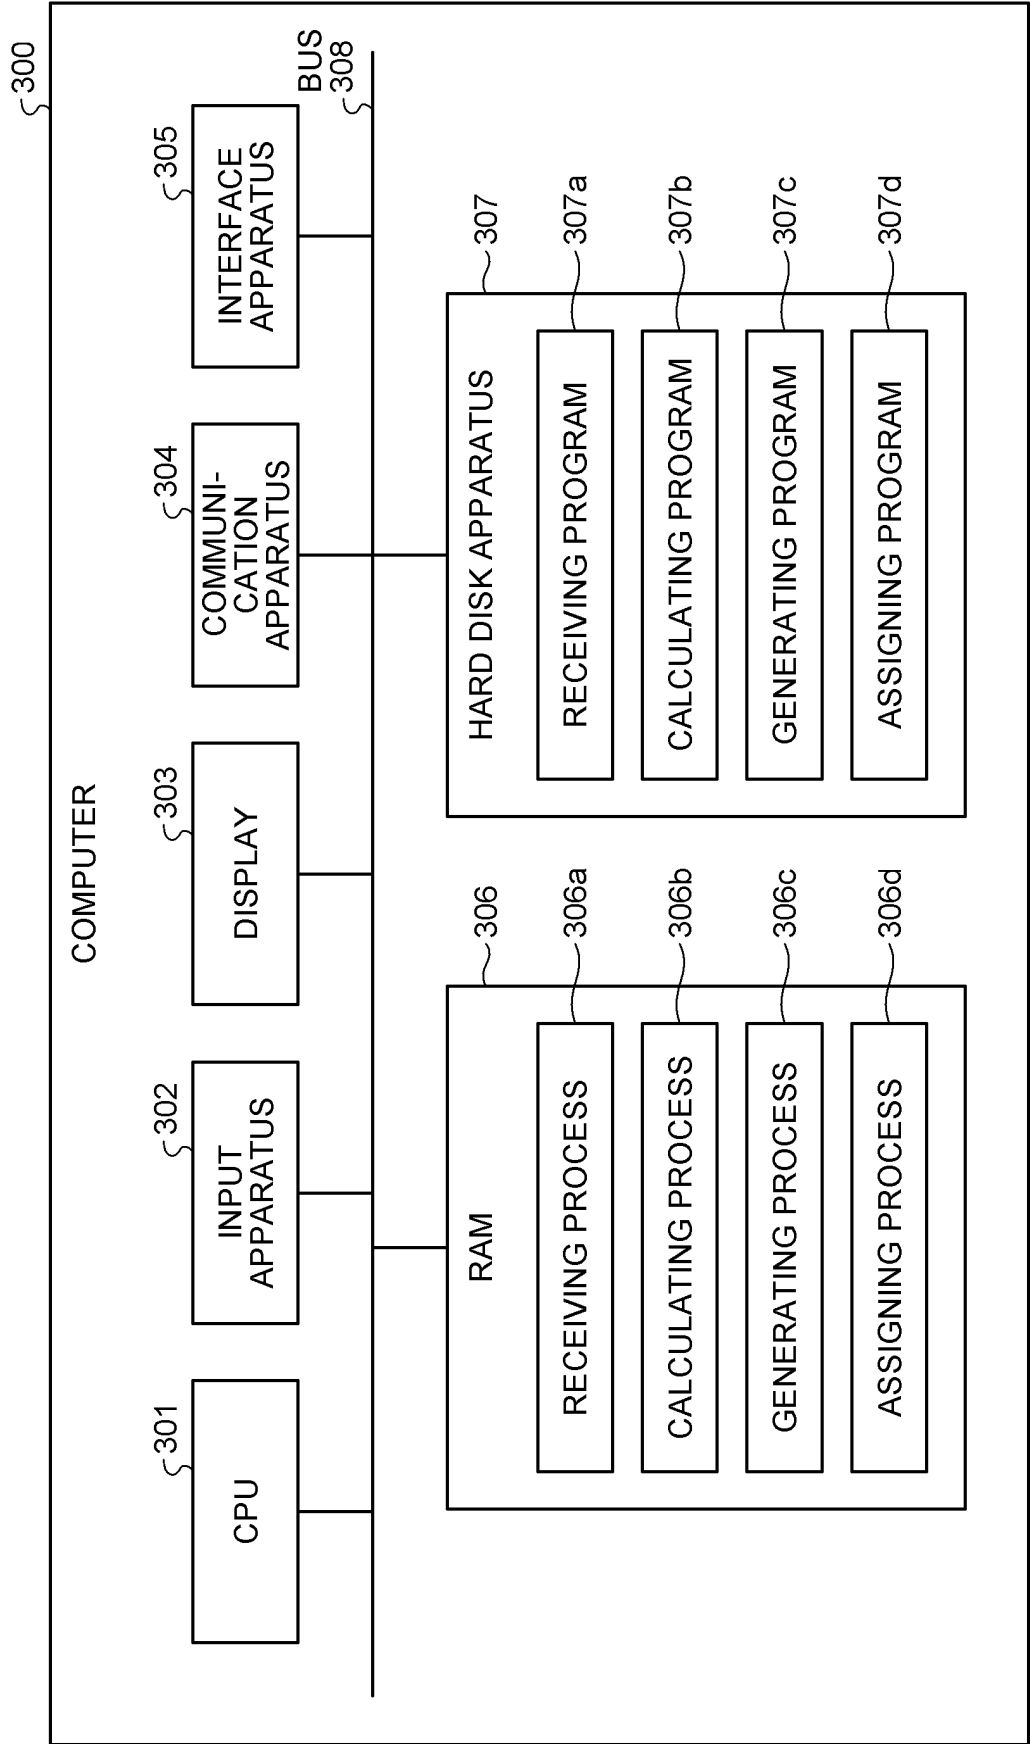 300
COMPUTER
301
CPU
302
INPUT
APPARATUS
303
DISPLAY
304
COMMUNI-
CATION
APPARATUS
305
INTERFACE
APPARATUS
BUS
308
306
RAM
RECEIVING PROCESS
306a
CALCULATING PROCESS
306b
GENERATING PROCESS
306c
ASSIGNING PROCESS
306d
307
HARD DISK APPARATUS
RECEIVING PROGRAM
307a
CALCULATING PROGRAM
307b
GENERATING PROGRAM
307c
ASSIGNING PROGRAM
307d